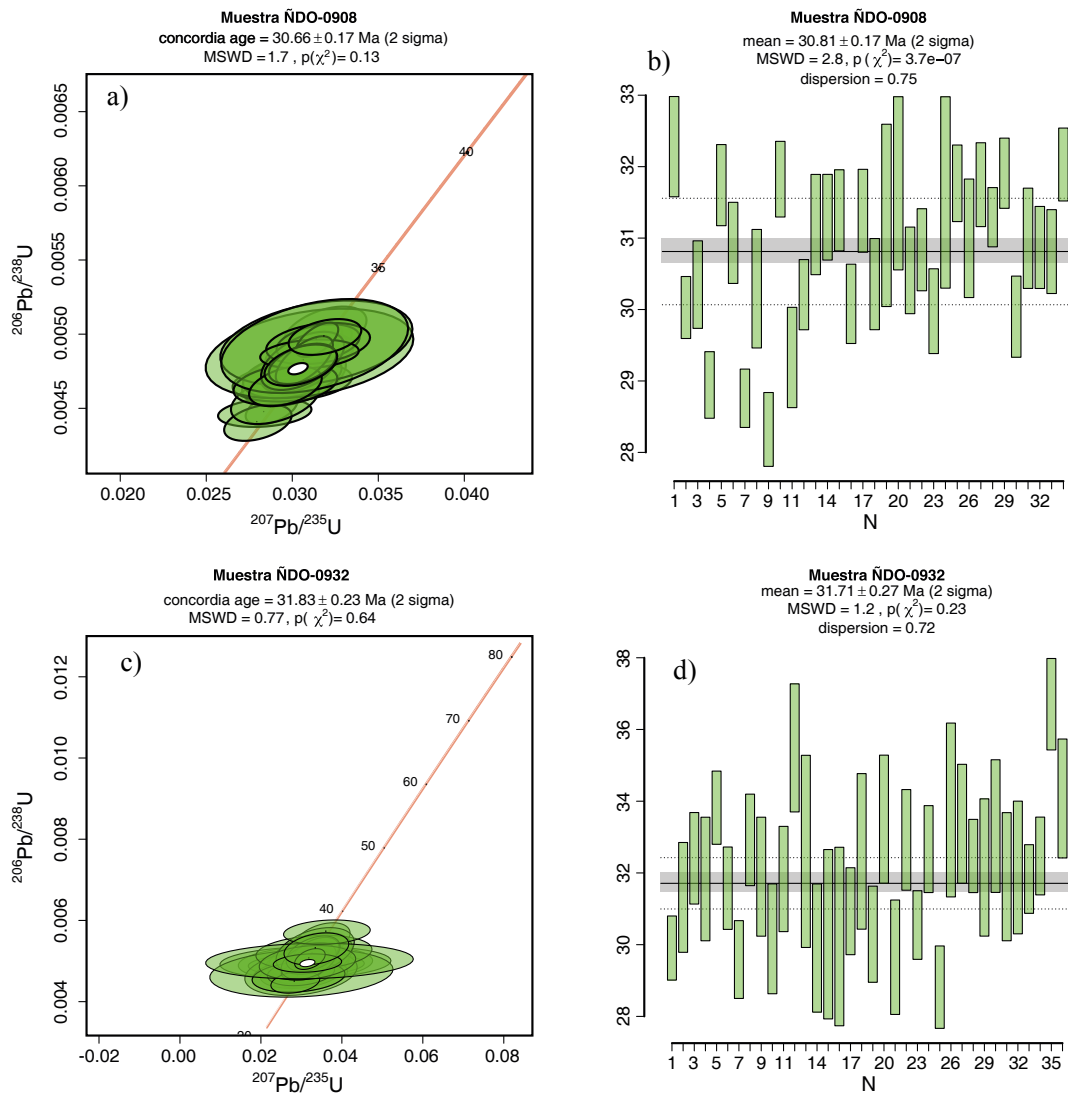 Muestra ÑDO-0908
concordia age = 30.66 ± 0.17 Ma (2 sigma)
MSWD = 1.7 , p(χ²)= 0.13
a)
0.0065
0.0060
0.0055
0.0050
0.0045
²⁰⁶Pb/²³⁸U
40
35
0.020 0.025 0.030 0.035 0.040
²⁰⁷Pb/²³⁵U
Muestra ÑDO-0908
mean = 30.81 ± 0.17 Ma (2 sigma)
MSWD = 2.8 , p ( χ²)= 3.7e−07
dispersion = 0.75
b)
33
32
31
30
29
28
1 3 5 7 9 11 14 17 20 23 26 29 32
N
Muestra ÑDO-0932
concordia age = 31.83 ± 0.23 Ma (2 sigma)
MSWD = 0.77 , p( χ²)= 0.64
c)
0.012
0.010
0.008
0.006
0.004
²⁰⁶Pb/²³⁸U
80
70
60
50
40
-0.02 0.00 0.02 0.04 0.06 0.08
²⁰⁷Pb/²³⁵U
Muestra ÑDO-0932
mean = 31.71 ± 0.27 Ma (2 sigma)
MSWD = 1.2 , p( χ²)= 0.23
dispersion = 0.72
d)
38
36
34
32
30
28
1 3 5 7 9 11 14 17 20 23 26 29 32 35
N